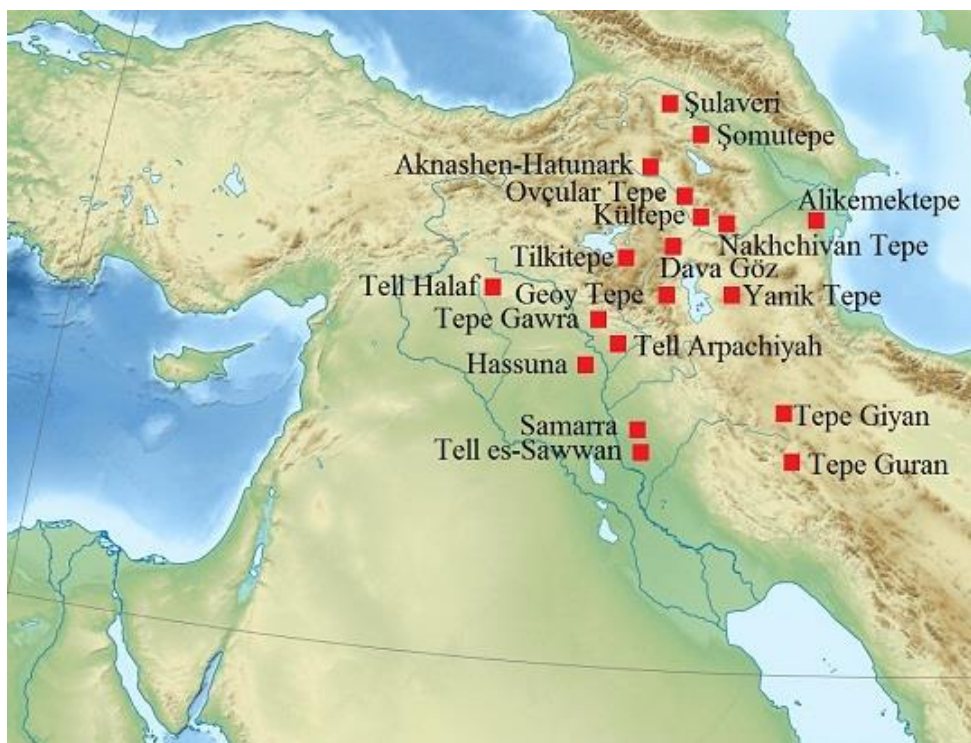 Şulaveri
Şomutepe
Aknashen-Hatunark
Ovçular Tepe
Alikemektepe
Kültepe
Nakhchivan Tepe
Tilkitepe
Dava Göz
Tell Halaf
Geoy Tepe
Yanik Tepe
Tepe Gawra
Tell Arpachiyah
Hassuna
Tepe Giyan
Samarra
Tell es-Sawwan
Tepe Guran